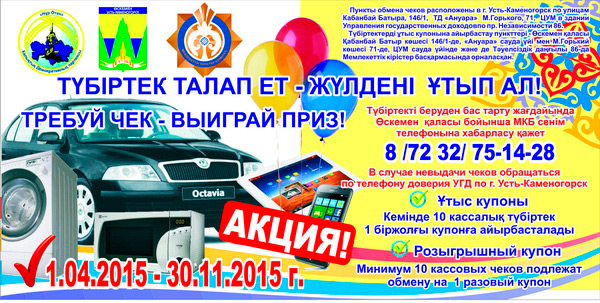 «Нұр Отан»
ӨСКЕМЕН
УСТЬ-КАМЕНОГОРСК
Пункты обмена чеков расположены в г. Усть-Каменогорск по улицам
Кабанбай Батыра, 146/1, ТД «Ануара» М.Горького, 71, ЦУМ в здании
Управления государственных доходов по пр. Независимости 86.
Түбіртектерді ұтыс купонына айырбастау пункттері - Өскемен қаласы
Қабанбай Батыр көшесі 146/1-де, «Ануара» сауда үйі мен М.Горький
көшесі 71-де, ЦУМ сауда үйінде және де Тәуелсіздік даңғылы 86-да
Мемлекеттік кірістер басқармасында орналасқан.
ТҮБІРТЕК ТАЛАП ЕТ - ЖҮЛДЕНІ ҰТЫП АЛ!
ТРЕБУЙ ЧЕК - ВЫИГРАЙ ПРИЗ!
Түбіртекті беруден бас тарту жағдайында
Өскемен қаласы бойынша МКБ сенім
телефонына хабарласу қажет
8 /72 32/ 75-14-28
В случае невыдачи чеков обращаться
по телефону доверия УГД по г. Усть-Каменогорск
Octavia
АКЦИЯ!
Ұтыс купоны
Кемінде 10 кассалық түбіртек
1 біржолғы купонға айырбасталады
Розыгрышный купон
Минимум 10 кассовых чеков подлежат
обмену на 1 разовый купон
1.04.2015 - 30.11.2015 г.